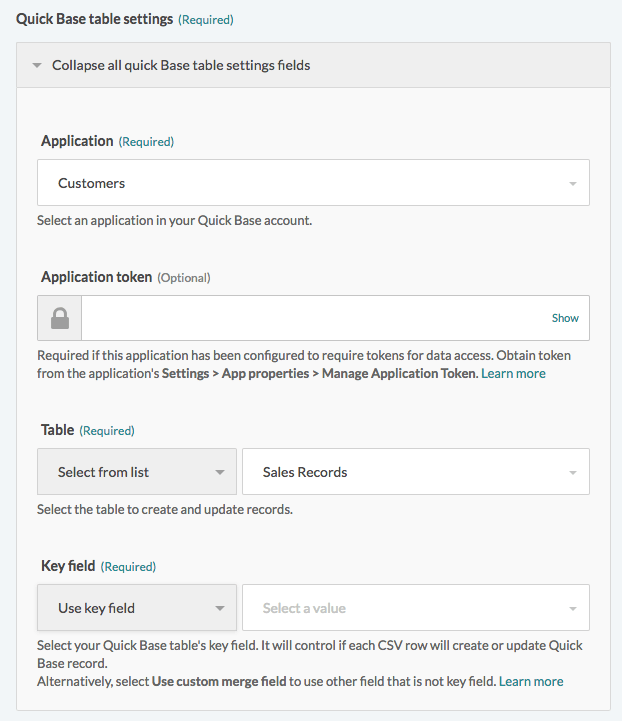 Quick Base table settings (Required)
Collapse all quick Base table settings fields
Application (Required)
Customers
Select an application in your Quick Base account.
Application token (Optional)
Show
Required if this application has been configured to require tokens for data access. Obtain token
from the application's Settings > App properties > Manage Application Token. Learn more
Table (Required)
Select from list Sales Records
Select the table to create and update records.
Key field (Required)
Use key field Select a value
Select your Quick Base table's key field. It will control if each CSV row will create or update Quick
Base record.
Alternatively, select Use custom merge field to use other field that is not key field. Learn more